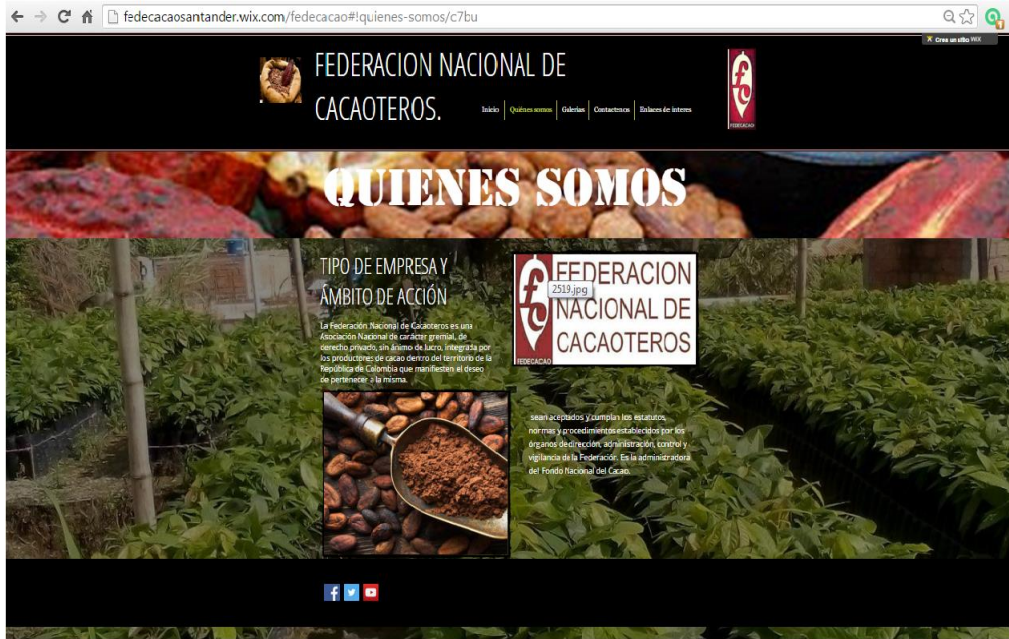 fedecacaosantander.wix.com/fedecacao#!quienes-somos/c7bu
Crea un sitio WIX
FEDERACION NACIONAL DE
CACAOTEROS.
Inicio
Quiénes somos
Galerias
Contactenos
Enlaces de interes
FEDECACAO
QUIENES SOMOS
TIPO DE EMPRESA Y
ÁMBITO DE ACCIÓN
La Federación Nacional de Cacaoteros es una
Asociación Nacional de carácter gremial, de
derecho privado, sin ánimo de lucro, integrada por
los productores de cacao dentro del territorio de la
República de Colombia que manifiesten el deseo
de pertenecer a la misma.
FEDERACION
NACIONAL DE
CACAOTEROS
2519.jpg
FEDECACAO
sean aceptados y cumplan los estatutos,
normas y procedimientos establecidos por los
órganos de dirección, administración, control y
vigilancia de la Federación. Es la administradora
del Fondo Nacional del Cacao.